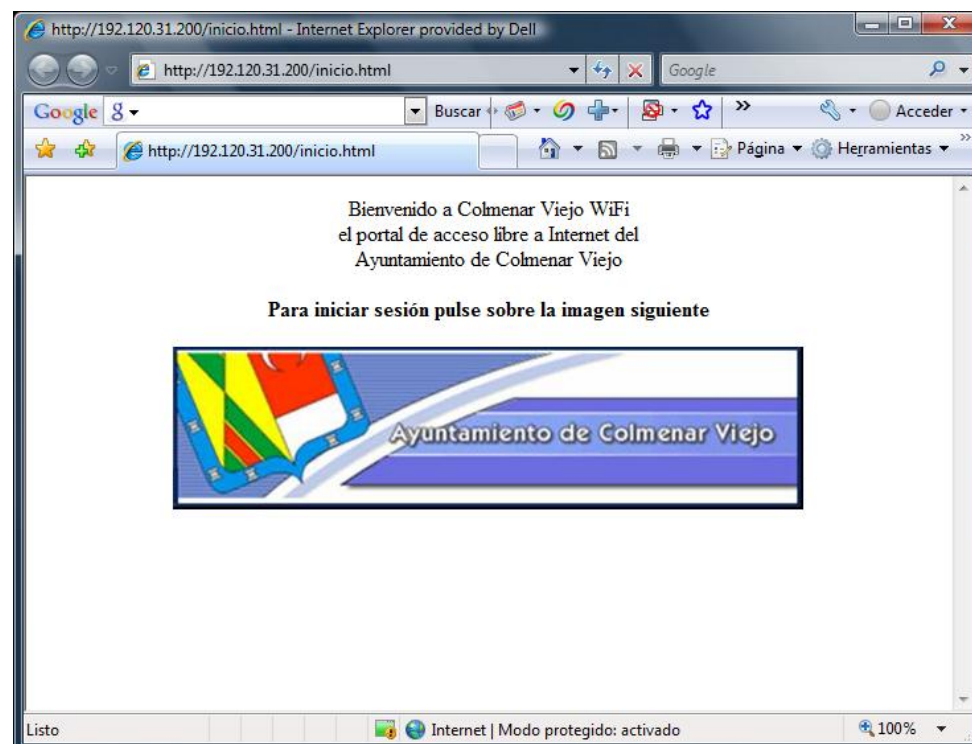 http://192.120.31.200/inicio.html - Internet Explorer provided by Dell
http://192.120.31.200/inicio.html
Google
Google
Buscar
Acceder
http://192.120.31.200/inicio.html
Página
Herramientas
Bienvenido a Colmenar Viejo WiFi
el portal de acceso libre a Internet del
Ayuntamiento de Colmenar Viejo
Para iniciar sesión pulse sobre la imagen siguiente
Ayuntamiento de Colmenar Viejo
Listo
Internet | Modo protegido: activado
100%